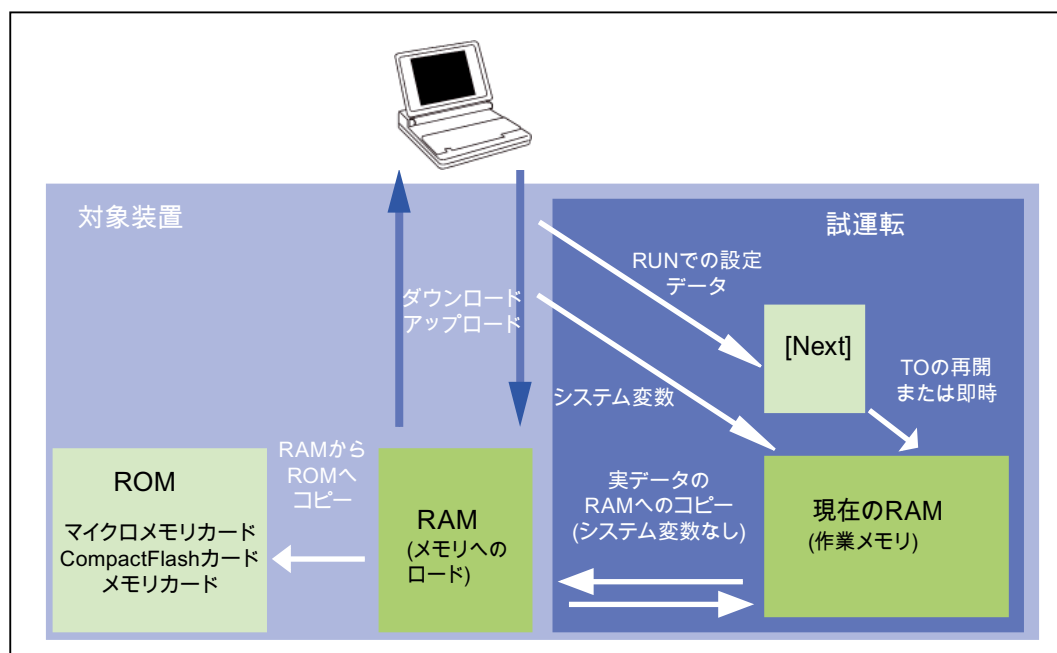 対象装置
試運転
RUNでの設定
データ
ダウンロード
アップロード
[Next]
TOの再開
または即時
システム変数
RAMから
ROMへ
コピー
ROM
マイクロメモリカード
CompactFlashカード
メモリカード
RAM
(メモリへの
ロード)
実データの
RAMへのコピー
(システム変数なし)
現在のRAM
(作業メモリ)